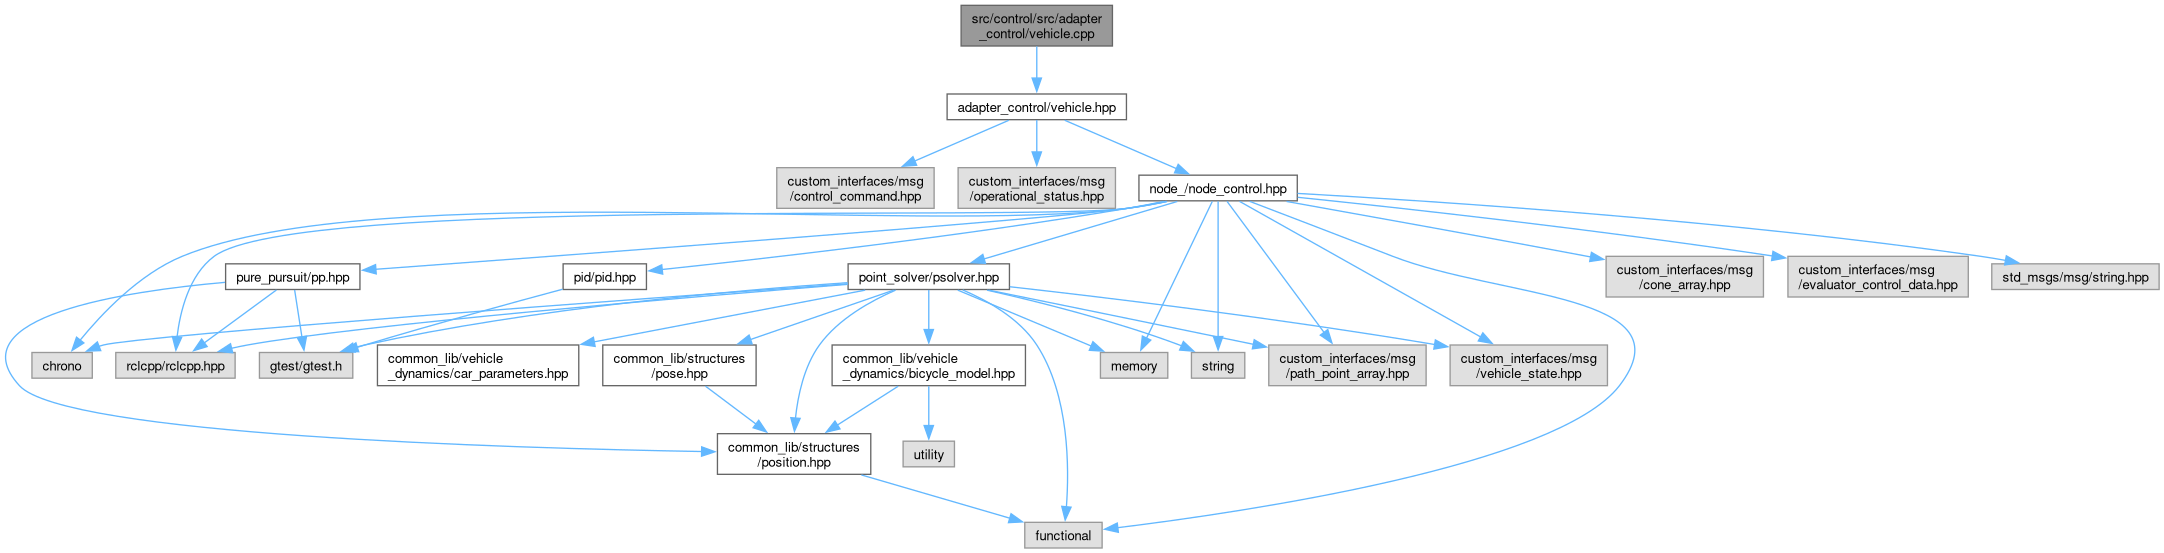 src/control/src/adapter
_control/vehicle.cpp
adapter_control/vehicle.hpp
custom_interfaces/msg
/control_command.hpp
custom_interfaces/msg
/operational_status.hpp
node_/node_control.hpp
pure_pursuit/pp.hpp
pid/pid.hpp
point_solver/psolver.hpp
custom_interfaces/msg
/cone_array.hpp
custom_interfaces/msg
/evaluator_control_data.hpp
std_msgs/msg/string.hpp
chrono
rclcpp/rclcpp.hpp
gtest/gtest.h
common_lib/vehicle
_dynamics/car_parameters.hpp
common_lib/structures
/pose.hpp
common_lib/vehicle
_dynamics/bicycle_model.hpp
memory
string
custom_interfaces/msg
/path_point_array.hpp
custom_interfaces/msg
/vehicle_state.hpp
common_lib/structures
/position.hpp
utility
functional